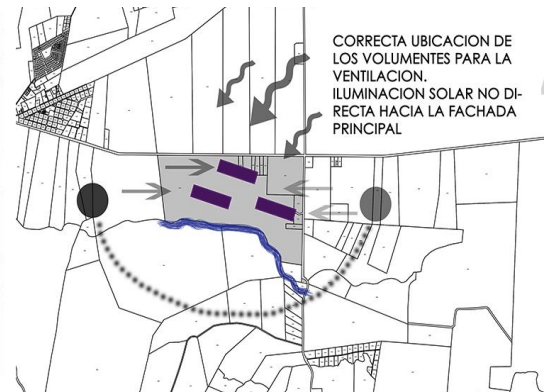 CORRECTA UBICACION DE
LOS VOLUMENTES PARA LA
VENTILACION.
ILUMINACION SOLAR NO DI-
RECTA HACIA LA FACHADA
PRINCIPAL